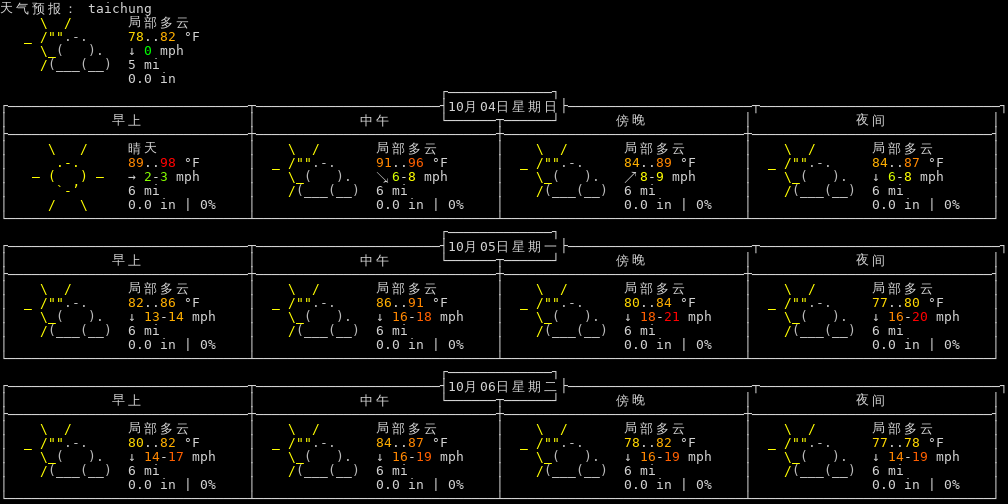 天气预报： taichung
局部多云
78..82 °F
↓ 0 mph
5 mi
0.0 in
10月04日星期日
早上 中午 傍晚 夜间
晴天 局部多云 局部多云 局部多云
89..98 °F 91..96 °F 84..89 °F 84..87 °F
→ 2-3 mph ↘ 6-8 mph ↗ 8-9 mph ↓ 6-8 mph
6 mi 6 mi 6 mi 6 mi
0.0 in | 0% 0.0 in | 0% 0.0 in | 0% 0.0 in | 0%
10月05日星期一
早上 中午 傍晚 夜间
局部多云 局部多云 局部多云 局部多云
82..86 °F 86..91 °F 80..84 °F 77..80 °F
↓ 13-14 mph ↓ 16-18 mph ↓ 18-21 mph ↓ 16-20 mph
6 mi 6 mi 6 mi 6 mi
0.0 in | 0% 0.0 in | 0% 0.0 in | 0% 0.0 in | 0%
10月06日星期二
早上 中午 傍晚 夜间
局部多云 局部多云 局部多云 局部多云
80..82 °F 84..87 °F 78..82 °F 77..78 °F
↓ 14-17 mph ↓ 16-19 mph ↓ 16-19 mph ↓ 14-19 mph
6 mi 6 mi 6 mi 6 mi
0.0 in | 0% 0.0 in | 0% 0.0 in | 0% 0.0 in | 0%